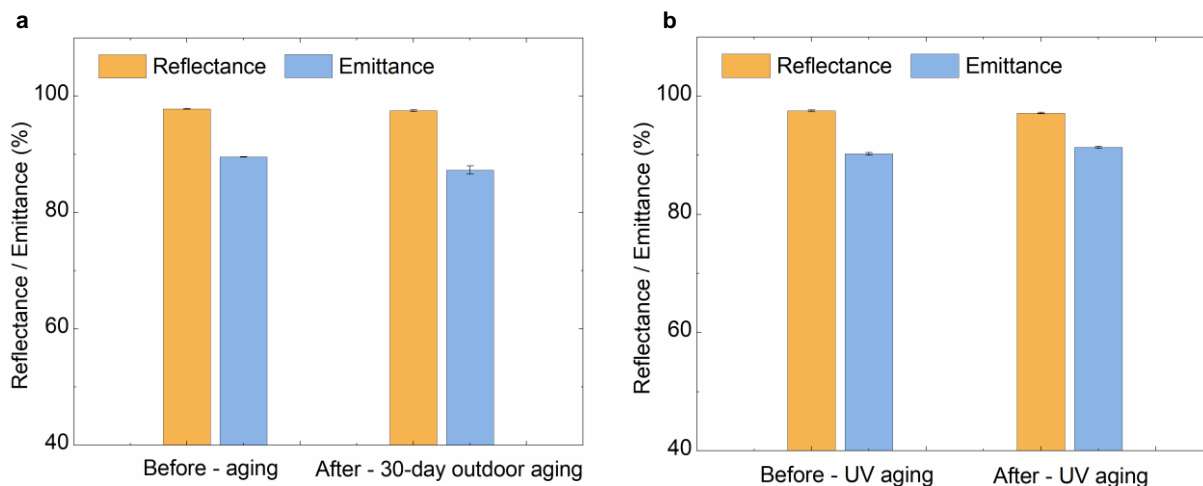 a
Reflectance Emittance
Reflectance / Emittance (%)
100
80
60
40
Before - aging After - 30-day outdoor aging
b
Reflectance Emittance
Reflectance / Emittance (%)
100
80
60
40
Before - UV aging After - UV aging